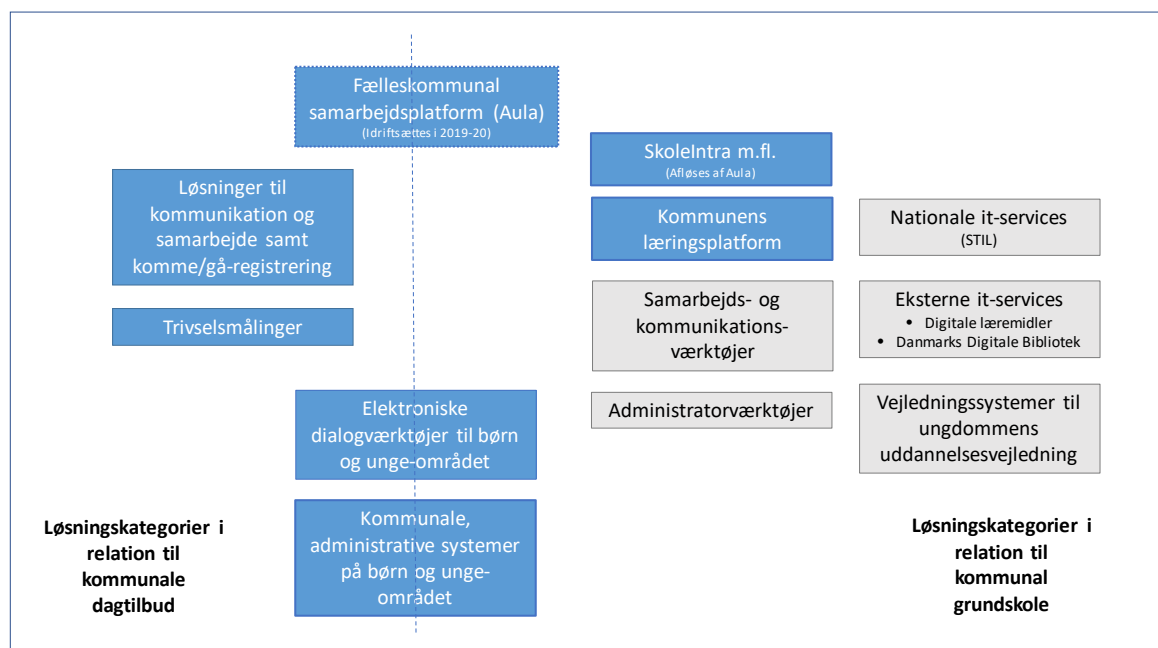 Fælleskommunal
samarbejdsplatform (Aula)
(Idriftsættes i 2019-20)
SkoleIntra m.fl.
(Afløses af Aula)
Løsninger til
kommunikation og
samarbejde samt
komme/gå-registrering
Kommunens
læringsplatform
Nationale it-services
(STIL)
Trivselsmålinger
Samarbejds- og
kommunikations-
værktøjer
Eksterne it-services
• Digitale læremidler
• Danmarks Digitale Bibliotek
Elektroniske
dialogværktøjer til børn
og unge-området
Administratorværktøjer
Vejledningssystemer til
ungdommens
uddannelsesvejledning
Kommunale,
administrative systemer
på børn og unge-
området
Løsningskategorier i
relation til
kommunale
dagtilbud
Løsningskategorier i
relation til
kommunal
grundskole